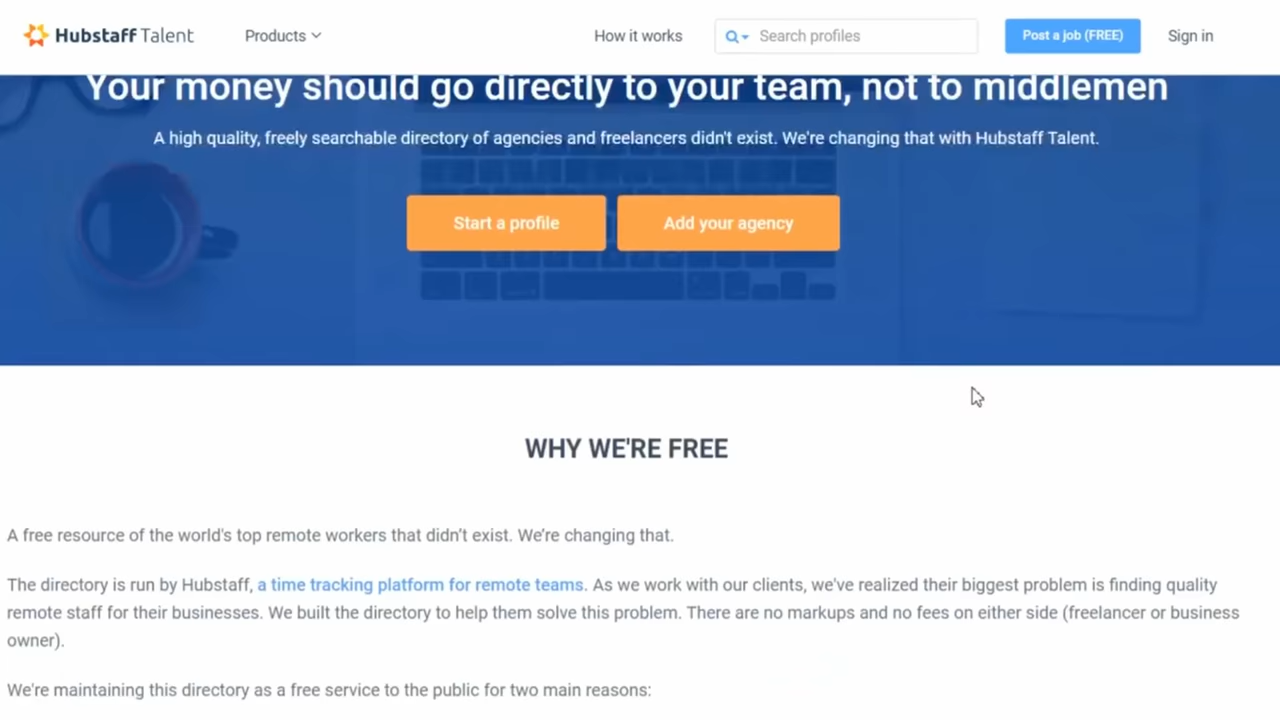 Hubstaff Talent
Products
How it works
Search profiles
Post a job (FREE)
Sign in
Your money should go directly to your team, not to middlemen
A high quality, freely searchable directory of agencies and freelancers didn't exist. We're changing that with Hubstaff Talent.
Start a profile
Add your agency
WHY WE'RE FREE
A free resource of the world's top remote workers that didn’t exist. We’re changing that.
The directory is run by Hubstaff, a time tracking platform for remote teams. As we work with our clients, we've realized their biggest problem is finding quality
remote staff for their businesses. We built the directory to help them solve this problem. There are no markups and no fees on either side (freelancer or business
owner).
We're maintaining this directory as a free service to the public for two main reasons: